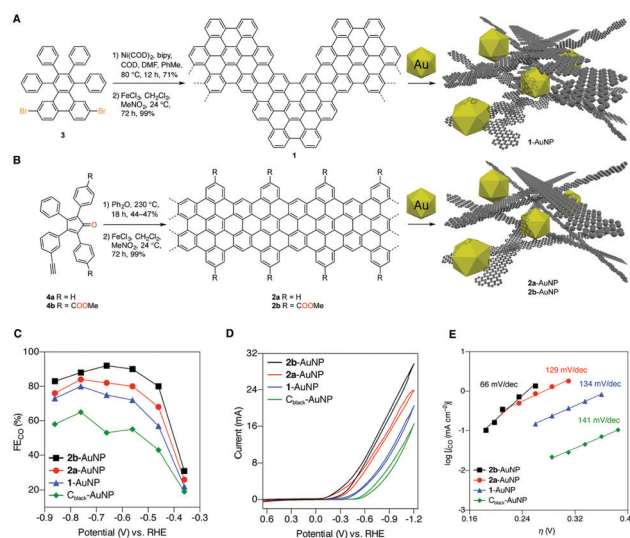 A
1) Ni(COD)2, bipy,
COD, DMF, PhMe,
80 °C, 12 h, 71%
2) FeCl3, CH2Cl2,
MeNO2, 24 °C,
72 h, 99%
Br
Br
3
1
Au
1-AuNP
B
R
R
O
1) Ph2O, 230 °C,
18 h, 44–47%
2) FeCl3, CH2Cl2,
MeNO2, 24 °C,
72 h, 99%
R R R R
R R R R
Au
4a R = H
4b R = COOMe
2a R = H
2b R = COOMe
2a-AuNP
2b-AuNP
C
FECO (%)
100
80
60
40
20
2b-AuNP
2a-AuNP
1-AuNP
Cblack-AuNP
-0.9 -0.8 -0.7 -0.6 -0.5 -0.4 -0.3
Potential (V) vs. RHE
D
Current (mA)
32
24
16
8
0
2b-AuNP
2a-AuNP
1-AuNP
Cblack-AuNP
0.6 0.3 0.0 -0.3 -0.6 -0.9 -1.2
Potential (V) vs. RHE
E
log [jCO (mA cm-2)]
1
0
-1
-2
66 mV/dec
129 mV/dec
134 mV/dec
141 mV/dec
2b-AuNP
2a-AuNP
1-AuNP
Cblack-AuNP
0.16 0.24 0.32 0.4
η (V)